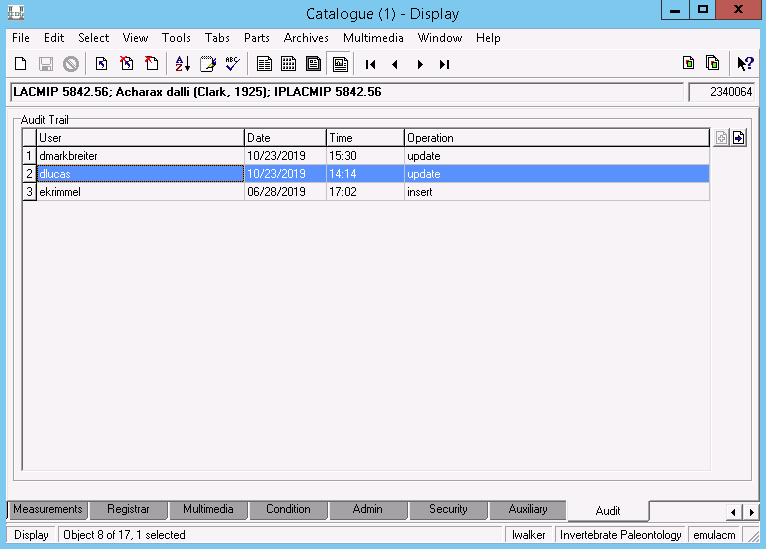 Catalogue (1) - Display
File Edit Select View Tools Tabs Parts Archives Multimedia Window Help
LACMIP 5842.56; Acharax dalli (Clark, 1925); IPLACMIP 5842.56 2340064
Audit Trail
User Date Time Operation
1 dmarkbreiter 10/23/2019 15:30 update
2 dlucas 10/23/2019 14:14 update
3 ekrimmel 06/28/2019 17:02 insert
Measurements Registrar Multimedia Condition Admin Security Auxiliary Audit
Display Object 8 of 17, 1 selected lwalker Invertebrate Paleontology emulacm